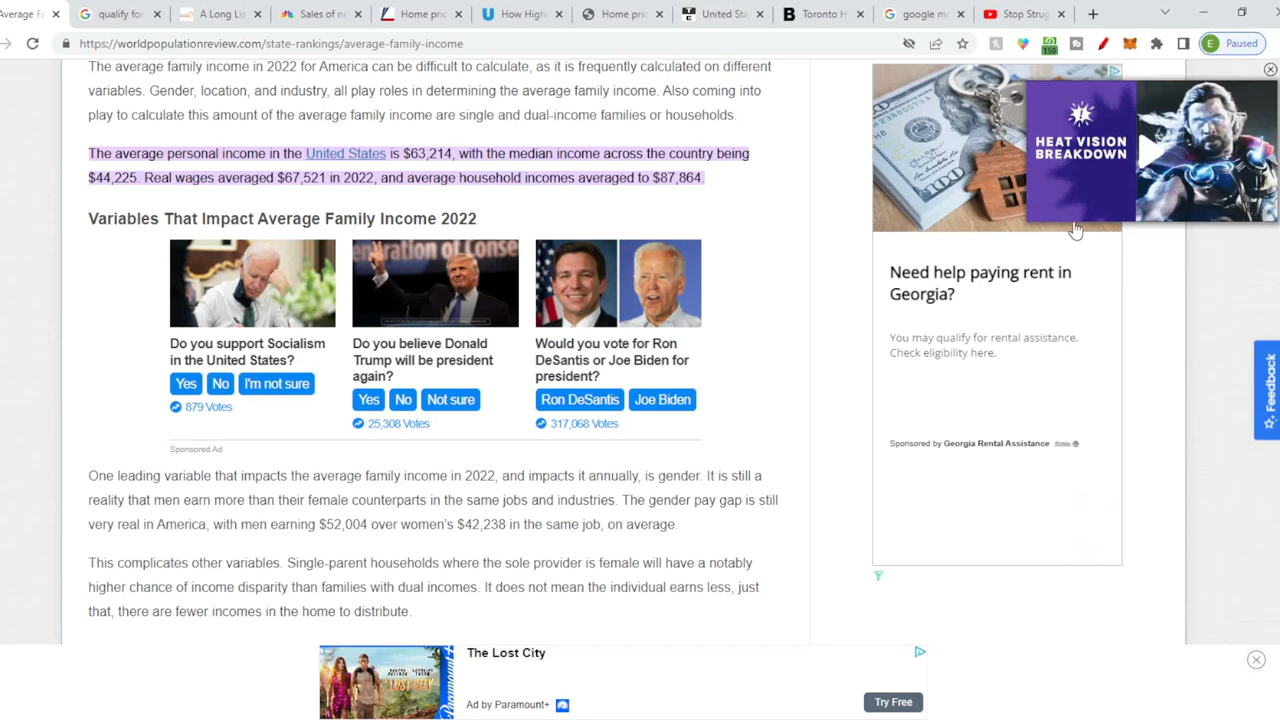 Average Fa
qualify for
A Long Lis
Sales of ne
Home pric
How High
Home pric
United Sta
Toronto H
google mo
Stop Strug
https://worldpopulationreview.com/state-rankings/average-family-income
150
E
Paused
The average family income in 2022 for America can be difficult to calculate, as it is frequently calculated on different
variables. Gender, location, and industry, all play roles in determining the average family income. Also coming into
play to calculate this amount of the average family income are single and dual-income families or households.
The average personal income in the United States is $63,214, with the median income across the country being
$44,225. Real wages averaged $67,521 in 2022, and average household incomes averaged to $87,864.
Variables That Impact Average Family Income 2022
Do you support Socialism
in the United States?
Yes No I'm not sure
879 Votes
Do you believe Donald
Trump will be president
again?
Yes No Not sure
25,308 Votes
Would you vote for Ron
DeSantis or Joe Biden for
president?
Ron DeSantis Joe Biden
317,068 Votes
Sponsored Ad
One leading variable that impacts the average family income in 2022, and impacts it annually, is gender. It is still a
reality that men earn more than their female counterparts in the same jobs and industries. The gender pay gap is still
very real in America, with men earning $52,004 over women's $42,238 in the same job, on average.
This complicates other variables. Single-parent households where the sole provider is female will have a notably
higher chance of income disparity than families with dual incomes. It does not mean the individual earns less, just
that, there are fewer incomes in the home to distribute.
100
HEAT VISION
BREAKDOWN
Need help paying rent in
Georgia?
You may qualify for rental assistance.
Check eligibility here.
Sponsored by Georgia Rental Assistance
Feedback
LOST CITY
The Lost City
Ad by Paramount+
Try Free